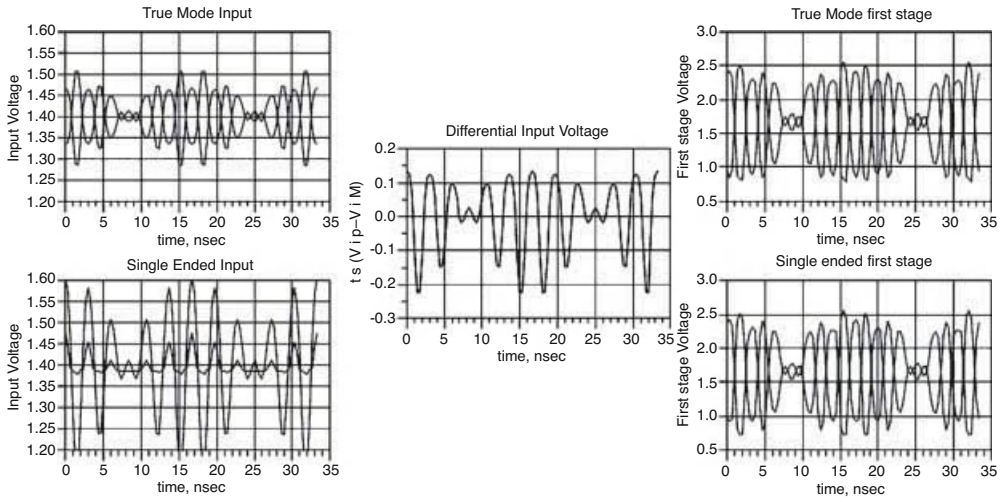 True Mode Input
Input Voltage
1.60
1.55
1.50
1.45
1.40
1.35
1.30
1.25
1.20
0 5 10 15 20 25 30 35
time, nsec
Single Ended Input
Input Voltage
1.60
1.50
1.45
1.40
1.30
1.35
1.30
1.20
0 5 10 15 20 25 30 35
time, nsec
Differential Input Voltage
t s (V i p–V i M)
0.2
0.1
0.0
-0.1
-0.2
-0.3
0 5 10 15 20 25 30 35
time, nsec
True Mode first stage
First stage Voltage
3.0
2.0
1.5
1.0
0.5
0 5 10 15 20 25 30 35
time, nsec
Single ended first stage
First stage Voltage
3.0
2.5
2.0
1.5
1.0
0.5
0 5 10 15 20 25 30 35
time, nsec